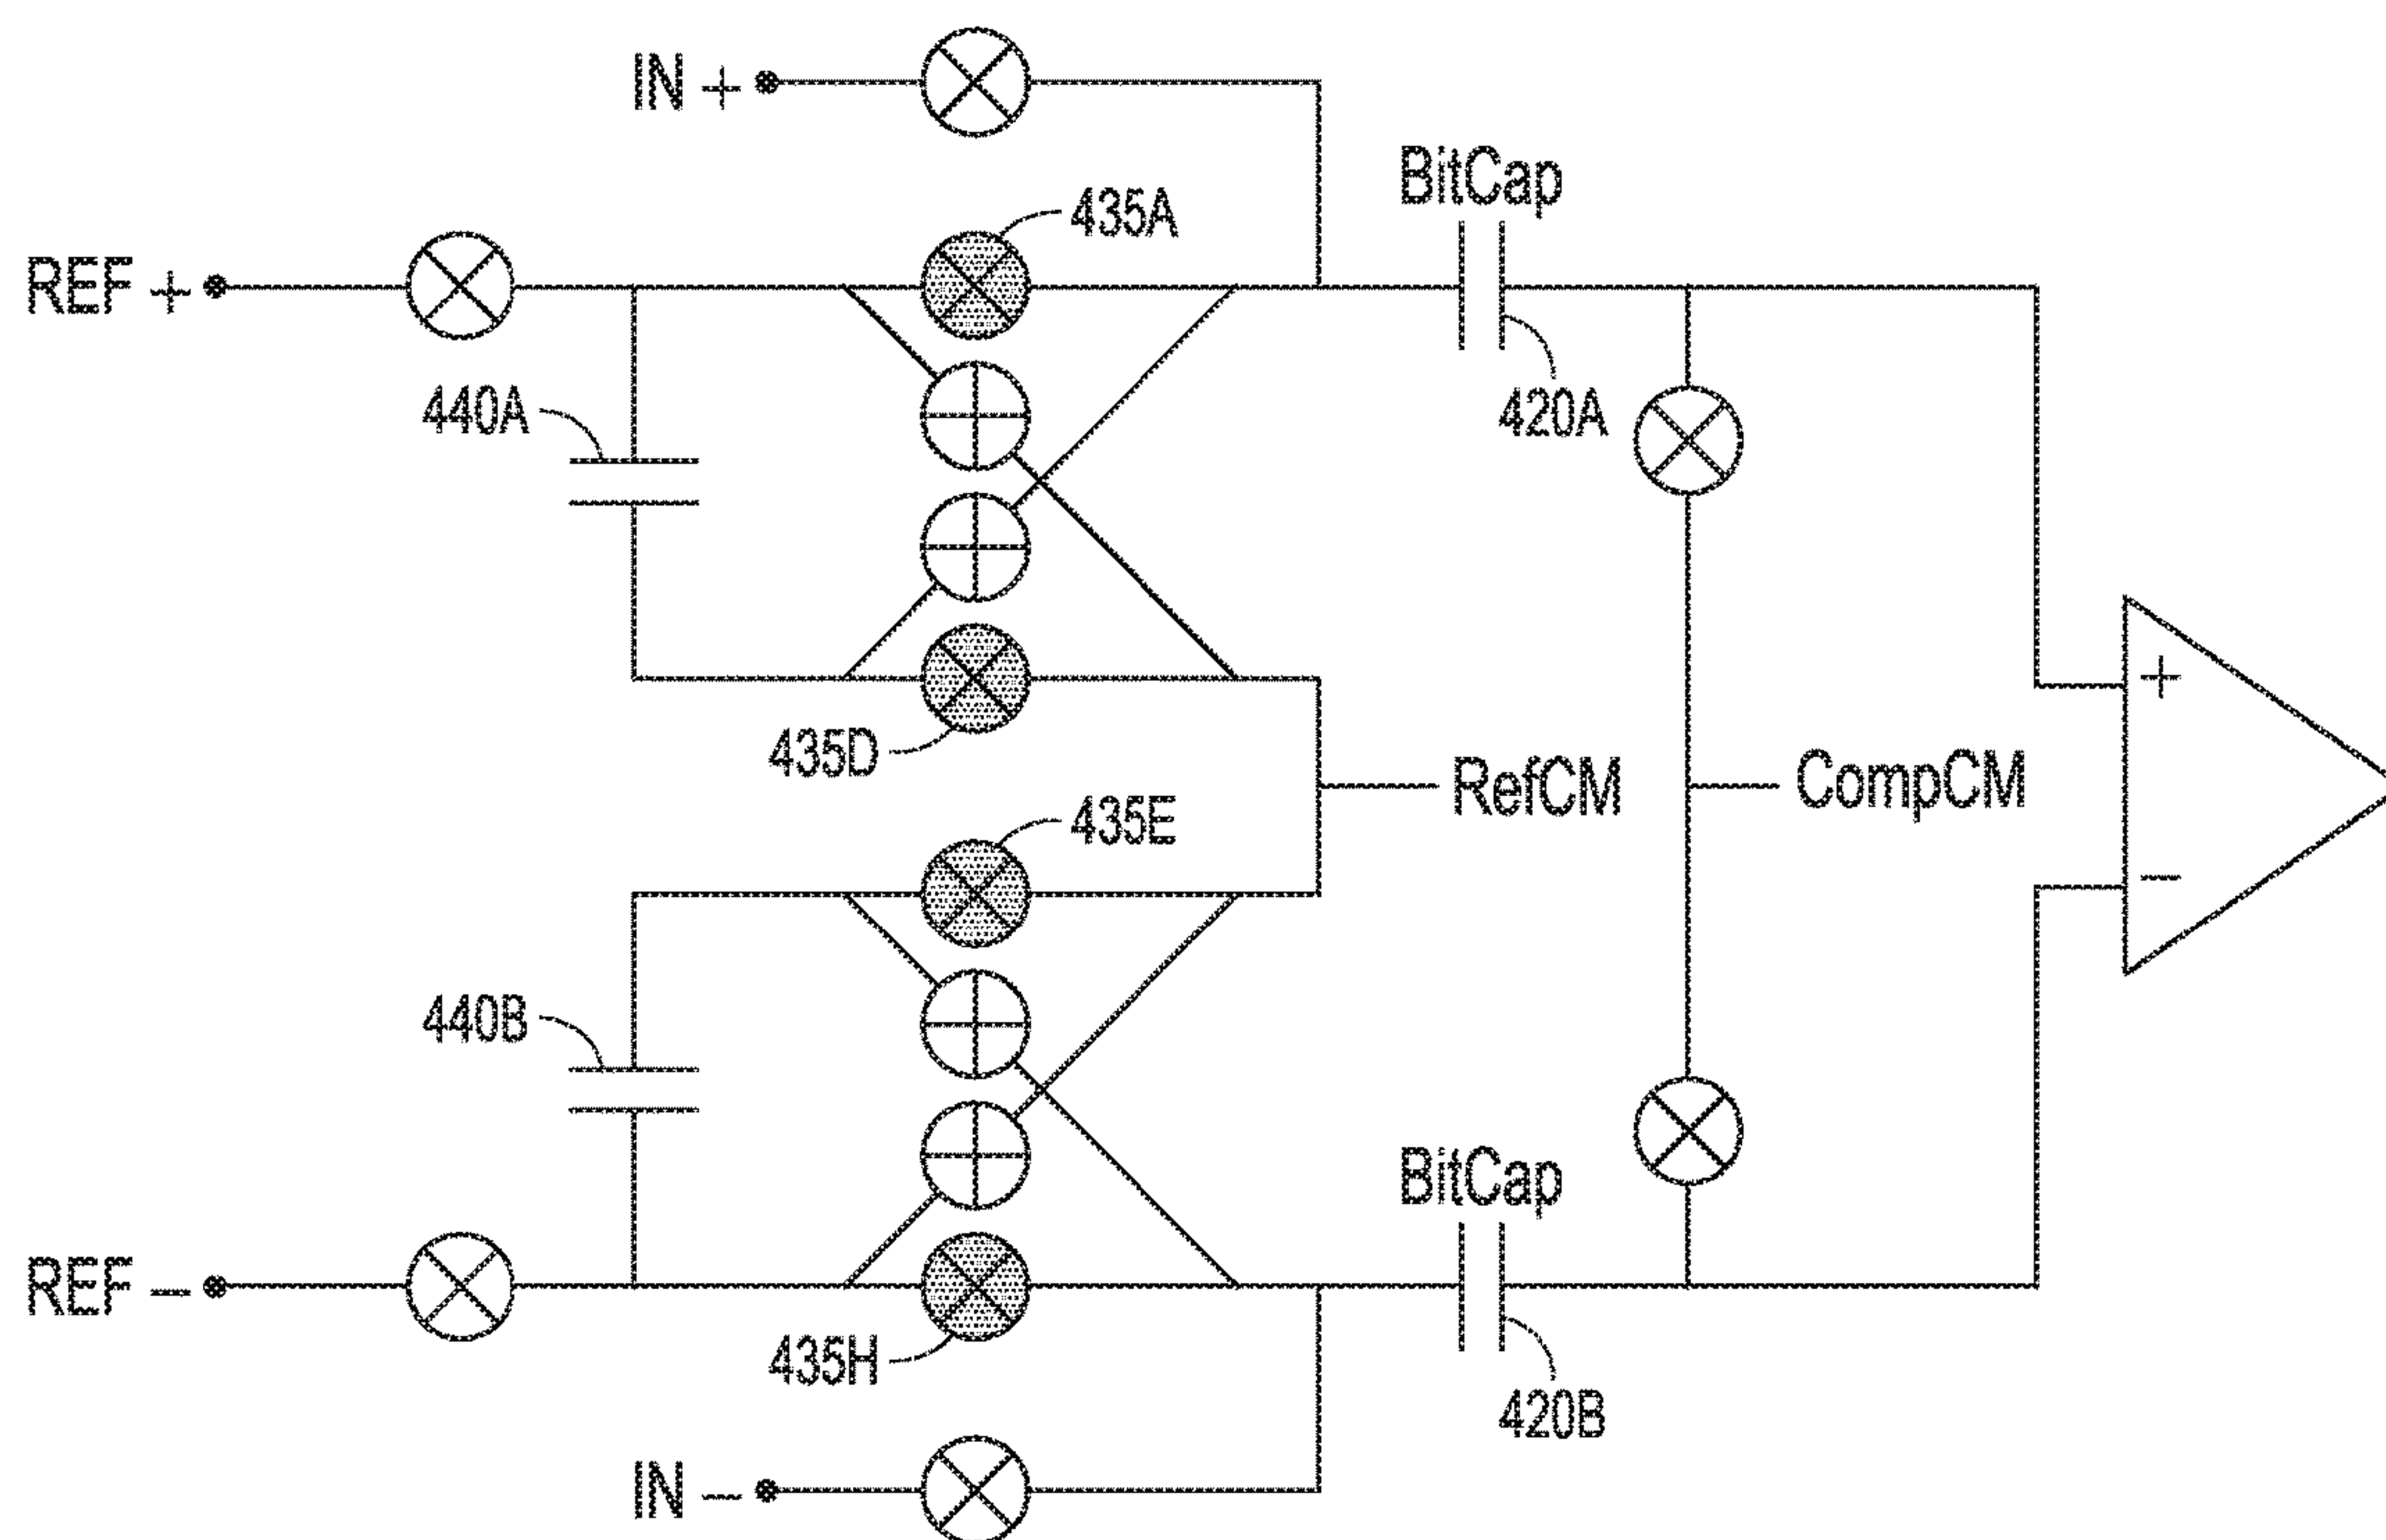 IN +
BitCap
435A
REF +
440A
420A
435D
RefCM
CompCM
+
−
435E
440B
BitCap
REF −
435H
420B
IN −